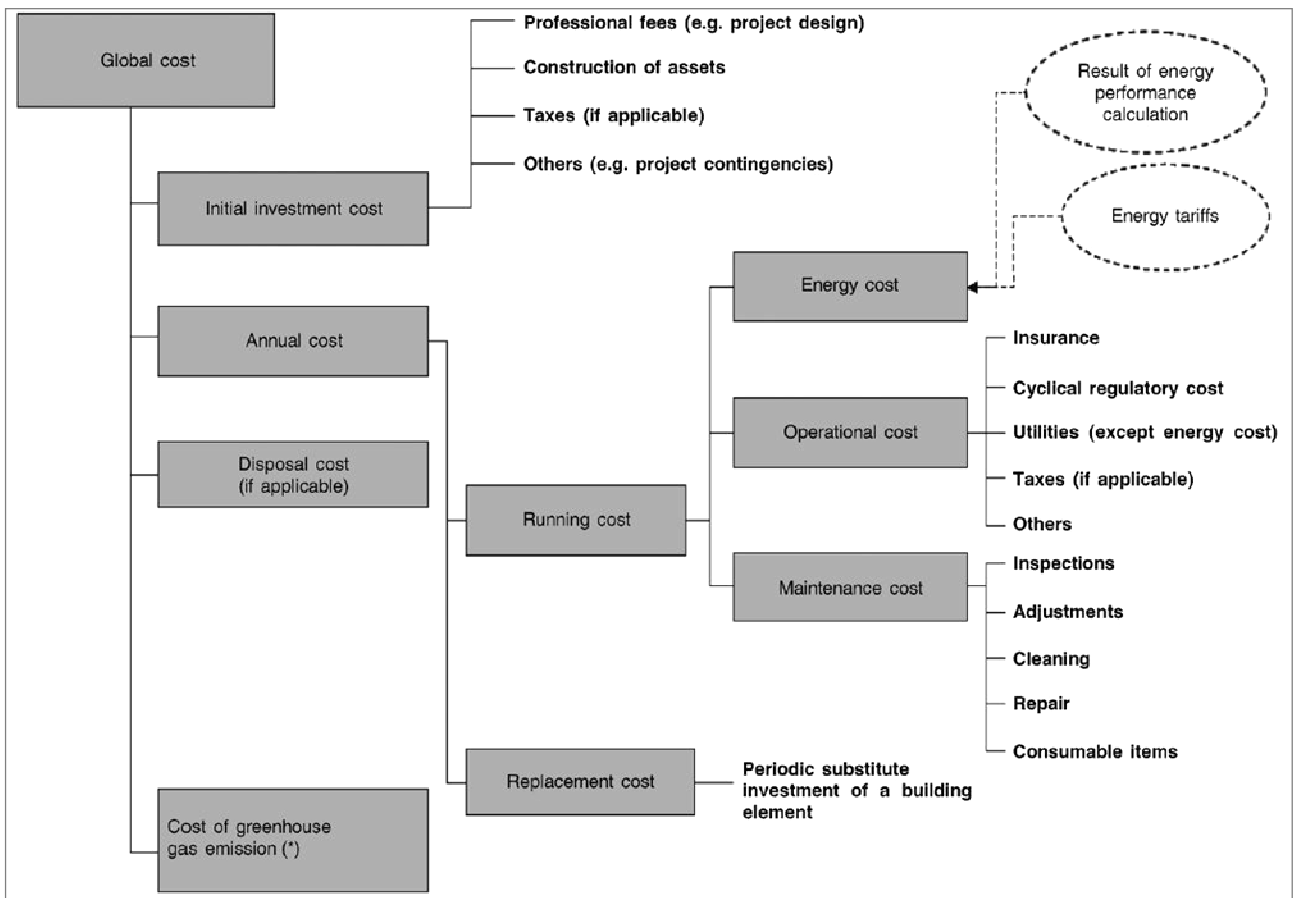 Global cost
Professional fees (e.g. project design)
Construction of assets
Taxes (if applicable)
Others (e.g. project contingencies)
Initial investment cost
Result of energy
performance
calculation
Energy tariffs
Annual cost
Energy cost
Disposal cost
(if applicable)
Operational cost
Insurance
Cyclical regulatory cost
Utilities (except energy cost)
Taxes (if applicable)
Others
Running cost
Maintenance cost
Inspections
Adjustments
Cleaning
Repair
Consumable items
Replacement cost
Periodic substitute
investment of a building
element
Cost of greenhouse
gas emission (*)